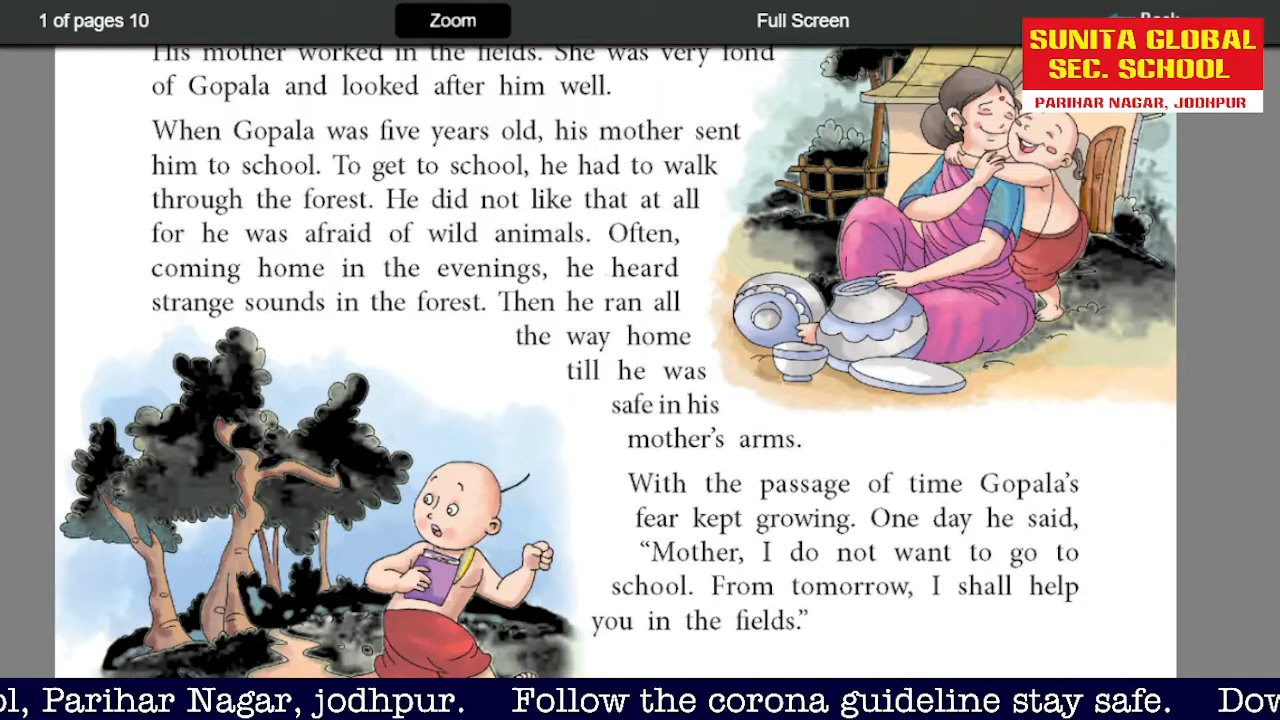 1 of pages 10
Zoom
Full Screen
Back
SUNITA GLOBAL
SEC. SCHOOL
PARIHAR NAGAR, JODHPUR
His mother worked in the fields. She was very fond
of Gopala and looked after him well.
When Gopala was five years old, his mother sent
him to school. To get to school, he had to walk
through the forest. He did not like that at all
for he was afraid of wild animals. Often,
coming home in the evenings, he heard
strange sounds in the forest. Then he ran all
the way home
till he was
safe in his
mother's arms.
With the passage of time Gopala's
fear kept growing. One day he said,
“Mother, I do not want to go to
school. From tomorrow, I shall help
you in the fields.”
ol, Parihar Nagar, jodhpur. Follow the corona guideline stay safe. Dow